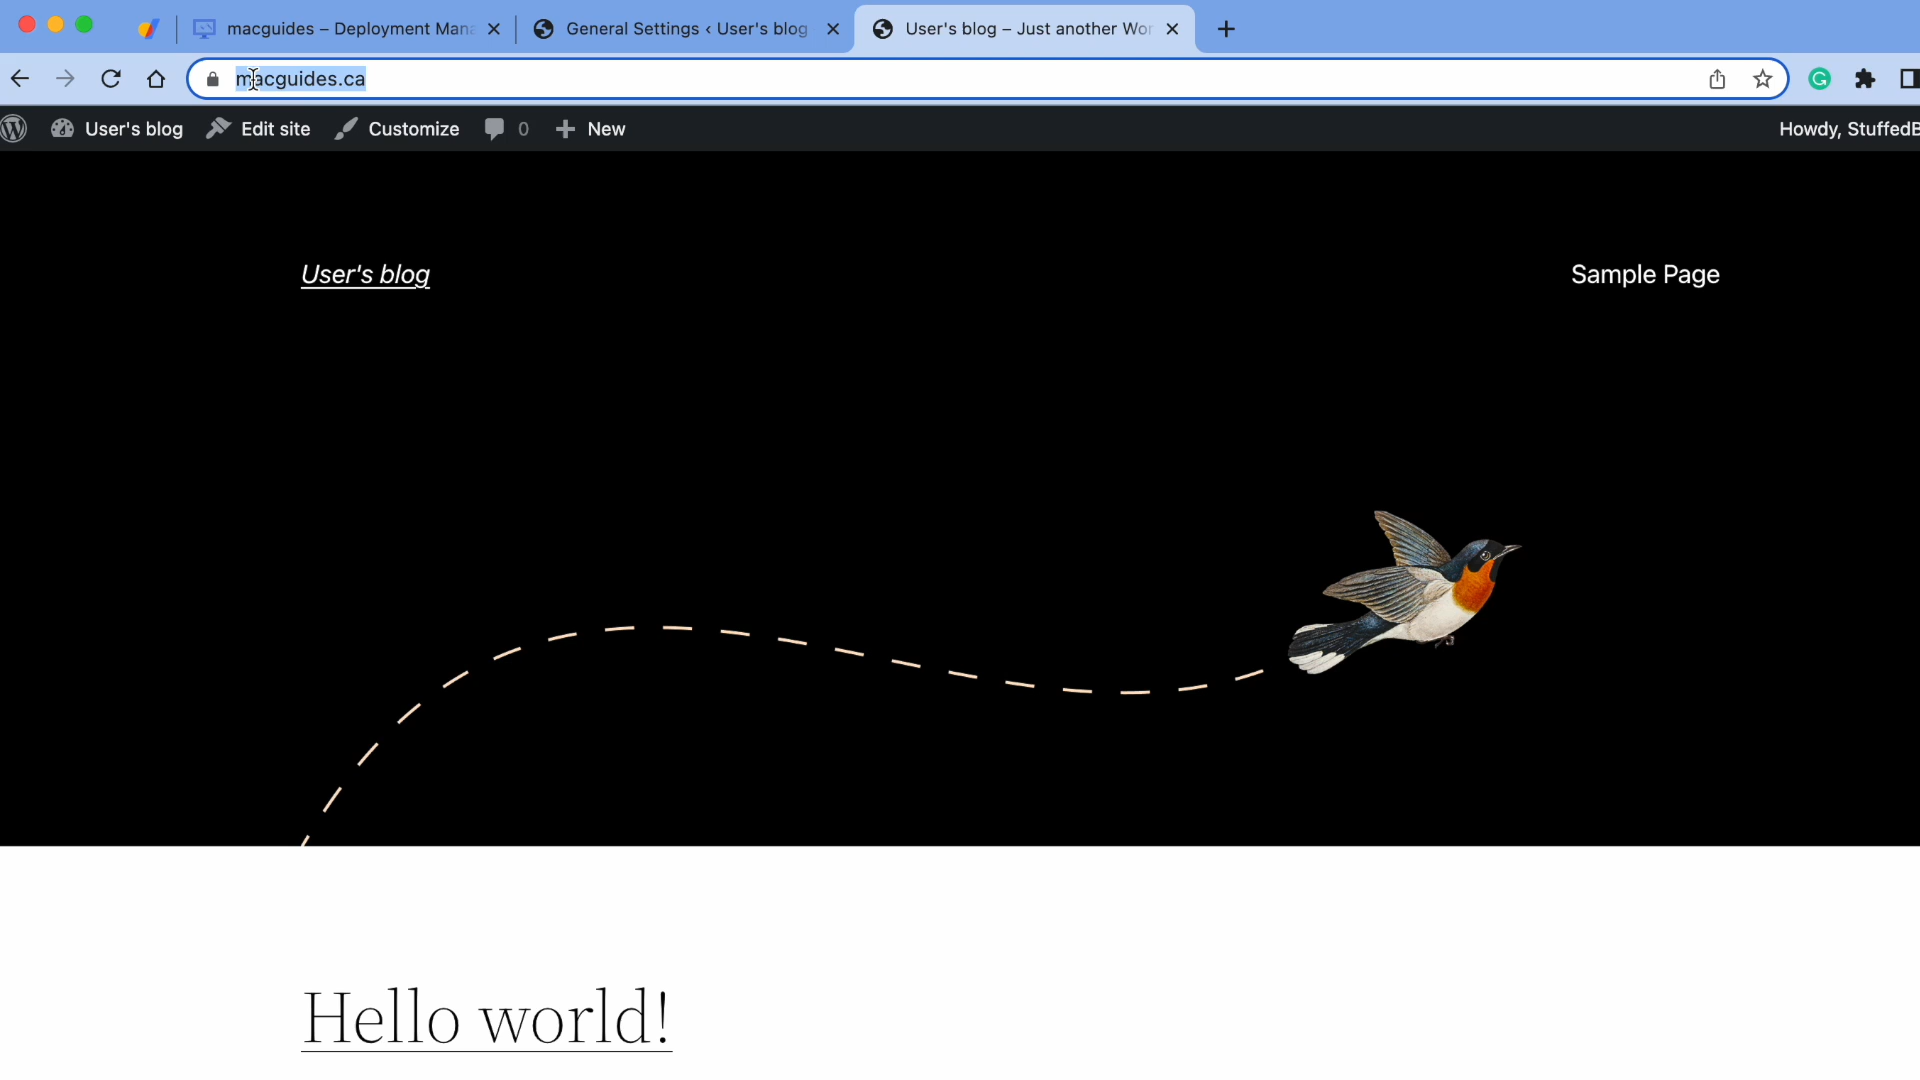 macguides – Deployment Mana
General Settings ‹ User's blog
User's blog – Just another Wor
macguides.ca
User's blog
Edit site
Customize
0
New
Howdy, StuffedB
User's blog
Sample Page
Hello world!